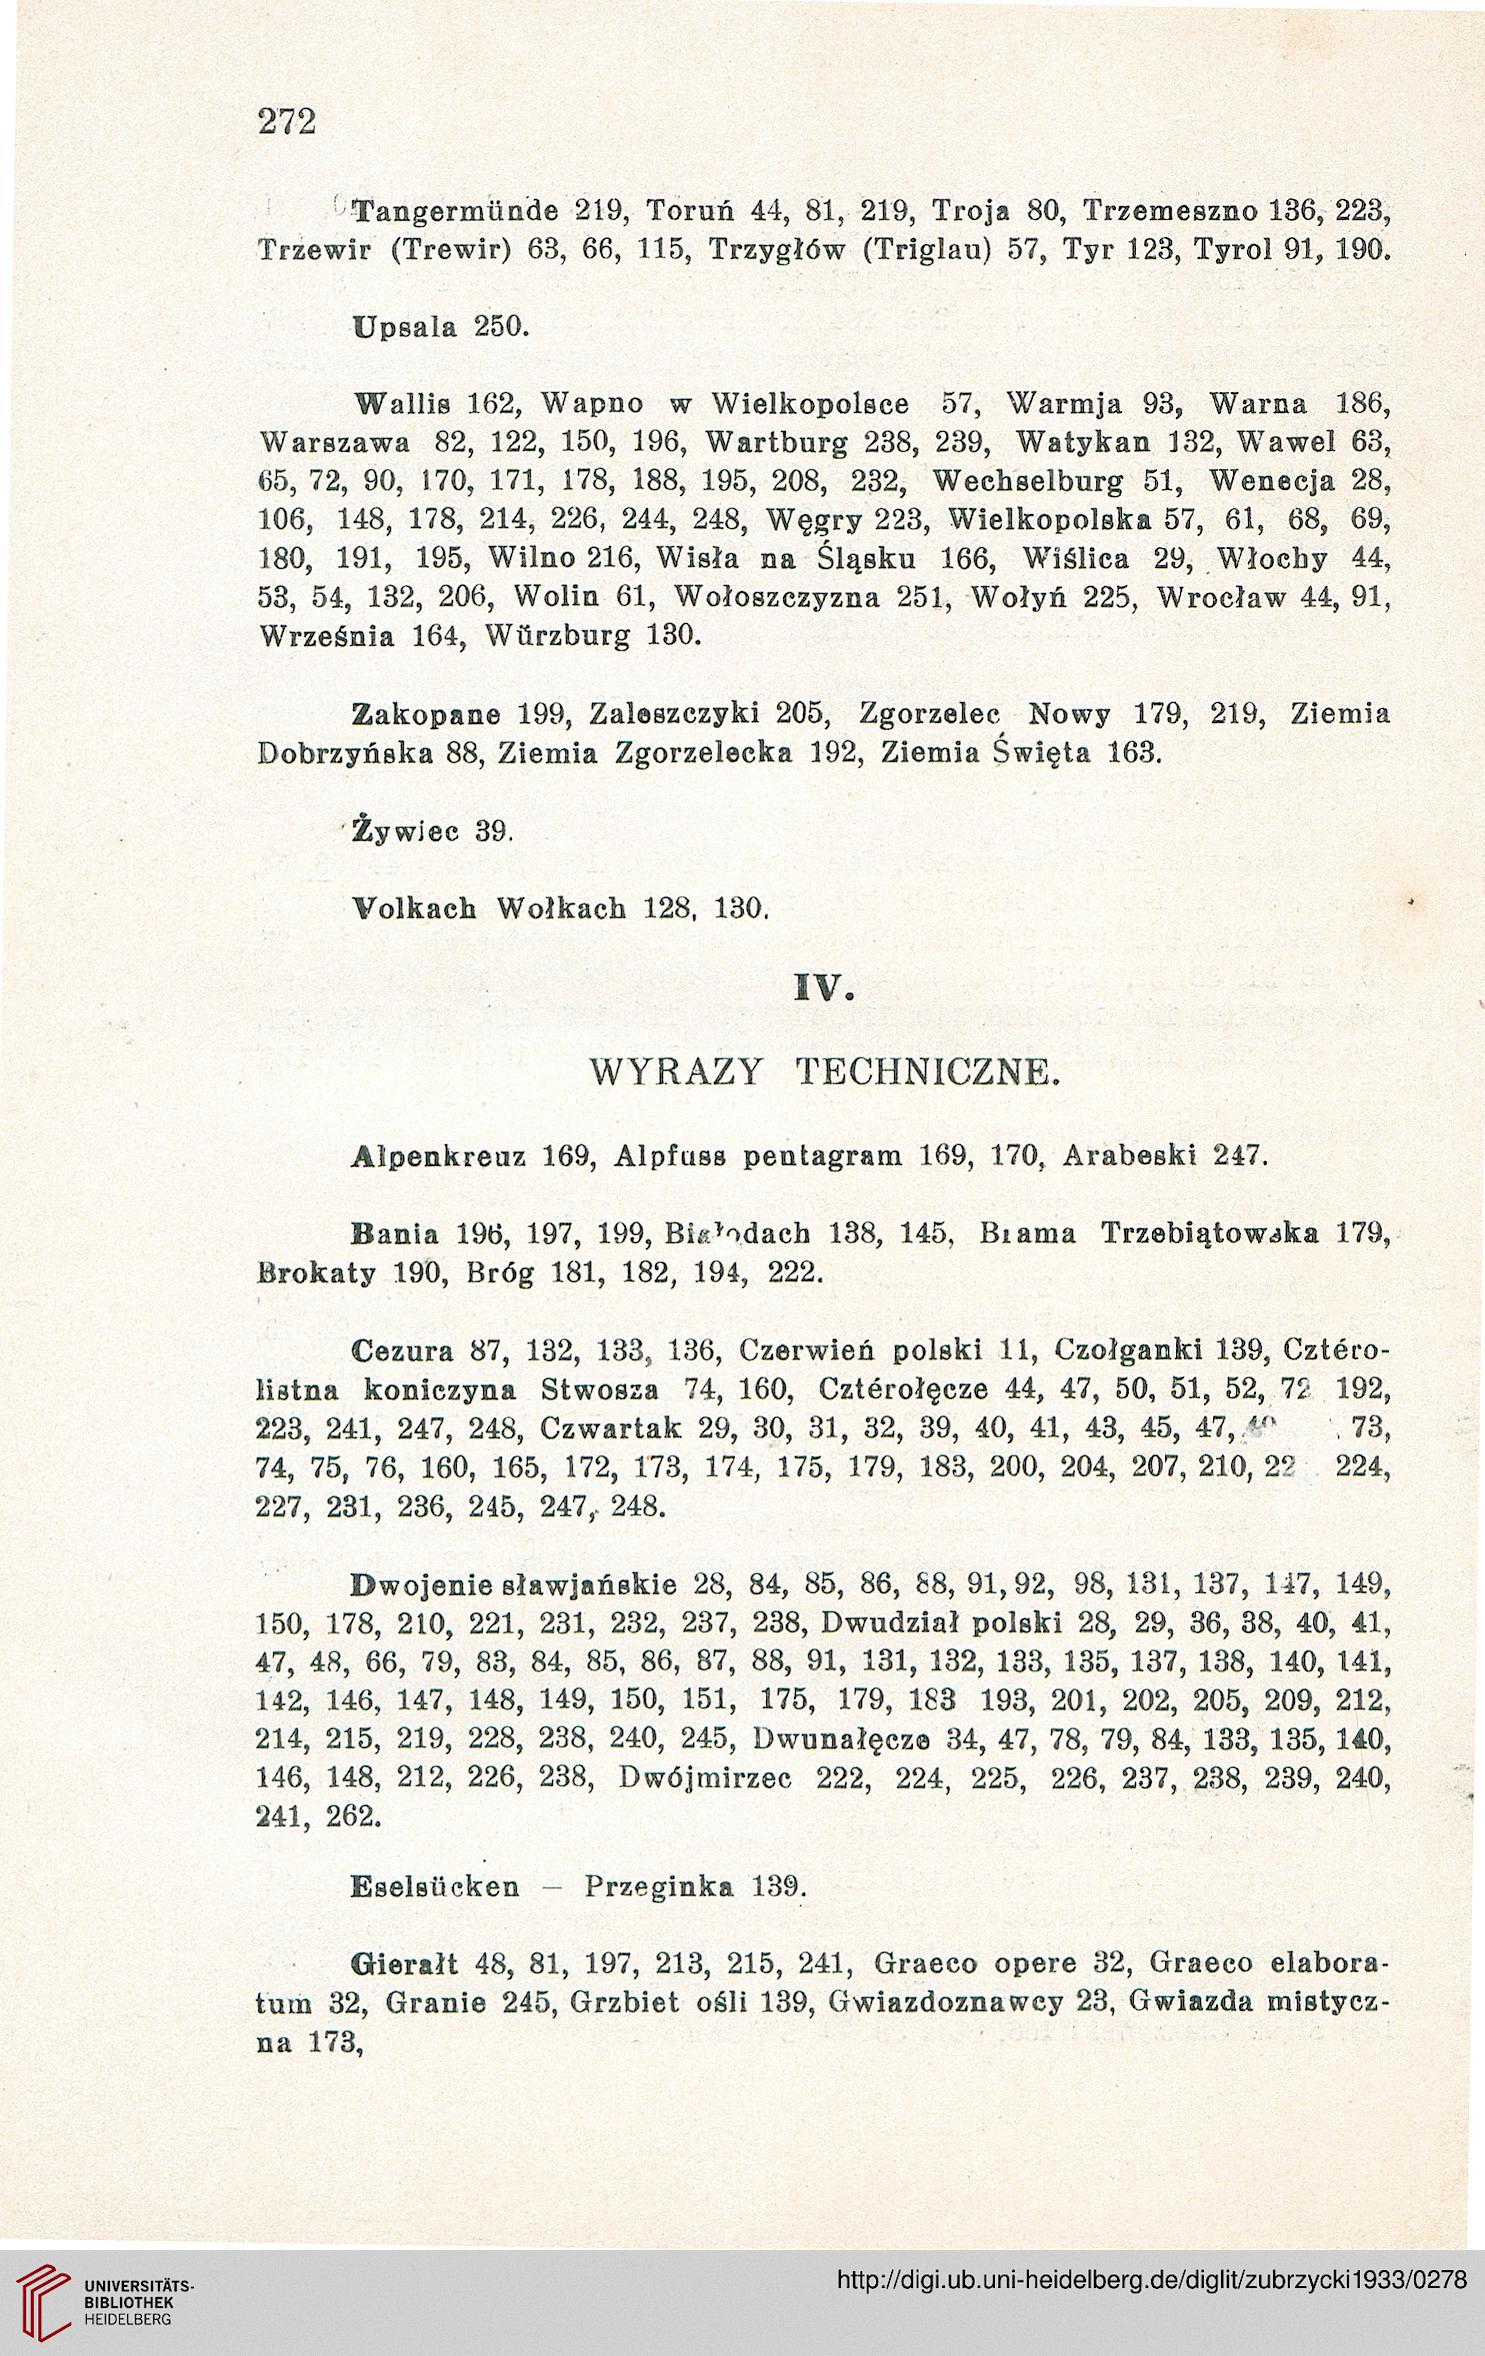 272
Tangermünde 219, Toruń 44, 81, 219, Troja 80, Trzemeszno 136, 223,
Trzewir (Trewir) 63, 66, 115, Trzygłów (Triglau) 57, Tyr 123, Tyrol 91, 190.
Upsala 250.
Wallis 162, Wapno w Wielkopolsce 57, Warmja 93, Warna 186,
Warszawa 82, 122, 150, 196, Wartburg 238, 239, Watykan 132, Wawel 63,
65, 72, 90, 170, 171, 178, 188, 195, 208, 232, Wechselburg 51, Wenecja 28,
106, 148, 178, 214, 226, 244, 248, Węgry 223, Wielkopolska 57, 61, 68, 69,
180, 191, 195, Wilno 216, Wisła na Śląsku 166, Wiślica 29, Włochy 44,
53, 54, 132, 206, Wolin 61, Wołoszczyzna 251, Wołyń 225, Wrocław 44, 91,
Września 164, Würzburg 130.
Zakopane 199, Zaleszczyki 205, Zgorzelec Nowy 179, 219, Ziemia
Dobrzyńska 88, Ziemia Zgorzelecka 192, Ziemia Święta 163.
Żywiec 39.
Volkach Wołkach 128, 130.
IV.
WYRAZY TECHNICZNE.
Alpenkreuz 169, Alpfuss pentagram 169, 170, Arabeski 247.
Bania 196, 197, 199, Białodach 138, 145, Brama Trzebiątowska 179,
Brokaty 190, Bróg 181, 182, 194, 222.
Cezura 87, 132, 133, 136, Czerwień polski 11, Czołganki 139, Cztéro-
listna koniczyna Stwosza 74, 160, Cztérołęcze 44, 47, 50, 51, 52, 72 192,
223, 241, 247, 248, Czwartak 29, 30, 31, 32, 39, 40, 41, 43, 45, 47, 73,
74, 75, 76, 160, 165, 172, 173, 174, 175, 179, 183, 200, 204, 207, 210, 224,
227, 231, 236, 245, 247, 248.
Dwojenie sławjańskie 28, 84, 85, 86, 88, 91, 92, 98, 131, 137, 147, 149,
150, 178, 210, 221, 231, 232, 237, 238, Dwudział polski 28, 29, 36, 38, 40, 41,
47, 48, 66, 79, 83, 84, 85, 86, 87, 88, 91, 131, 132, 133, 135, 137, 138, 140, 141,
142, 146, 147, 148, 149, 150, 151, 175, 179, 183 193, 201, 202, 205, 209, 212,
214, 215, 219, 228, 238, 240, 245, Dwunałęcze 34, 47, 78, 79, 84, 133, 135, 140,
146, 148, 212, 226, 238, Dwójmirzec 222, 224, 225, 226, 237, 238, 239, 240,
241, 262.
Eselsücken — Przeginka 139.
Gierałt 48, 81, 197, 213, 215, 241, Graeco opere 32, Graeco elabora-
tum 32, Granie 245, Grzbiet ośli 139, Gwiazdoznawcy 23, Gwiazda mistycz-
na 173,
UNIVERSITÄTS-
BIBLIOTHEK
HEIDELBERG
http://digi.ub.uni-heidelberg.de/diglit/zubrzycki1933/0278